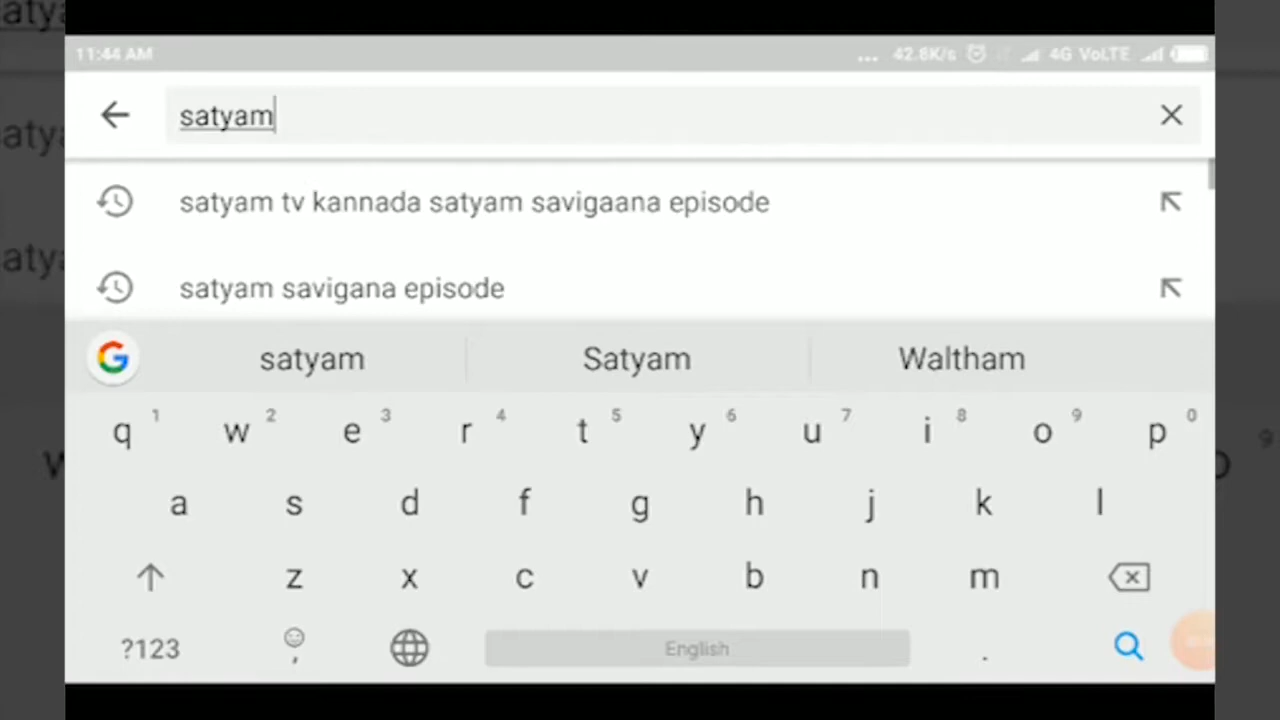 11:44 AM
... 42.8K/s 4G VoLTE
satyam
satyam tv kannada satyam savigaana episode
satyam savigana episode
satyam Satyam Waltham
q 1 w 2 e 3 r 4 t 5 y 6 u 7 i 8 o 9 p 0
a s d f g h j k l
z x c v b n m
?123 , English .